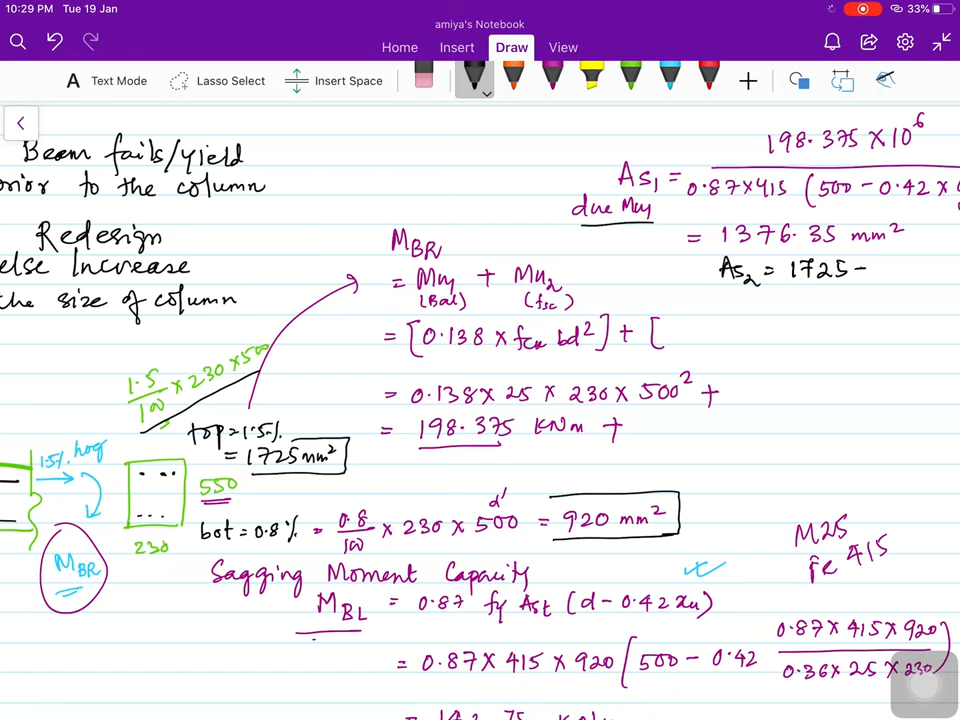 10:29 PM Tue 19 Jan
33%
amiya's Notebook
Home Insert Draw View
Text Mode Lasso Select Insert Space
Beam fails/yield
prior to the column
Redesign
else Increase
the size of column
As₁ = 198.375 × 10⁶ / 0.87×415 (500 − 0.42 ×
due Mu₁
= 1376.35 mm²
As₂ = 1725 −
MBR
= Mu₁ + Mu₂
(Bal) (fsc)
= [0.138 × fck bd²] + [
= 0.138 × 25 × 230 × 500² +
= 198.375 KNm +
1.5/100 × 230 × 500
top = 1.5%
= 1725 mm²
1.5% hog
MBR
550
230
bot = 0.8% = 0.8/100 × 230 × 500 = 920 mm²
d'
M25
Fe 415
Sagging Moment Capacity
MBL = 0.87 fy Ast (d − 0.42 xu)
= 0.87 × 415 × 920 [500 − 0.42 0.87 × 415 × 920 / 0.36 × 25 × 230)